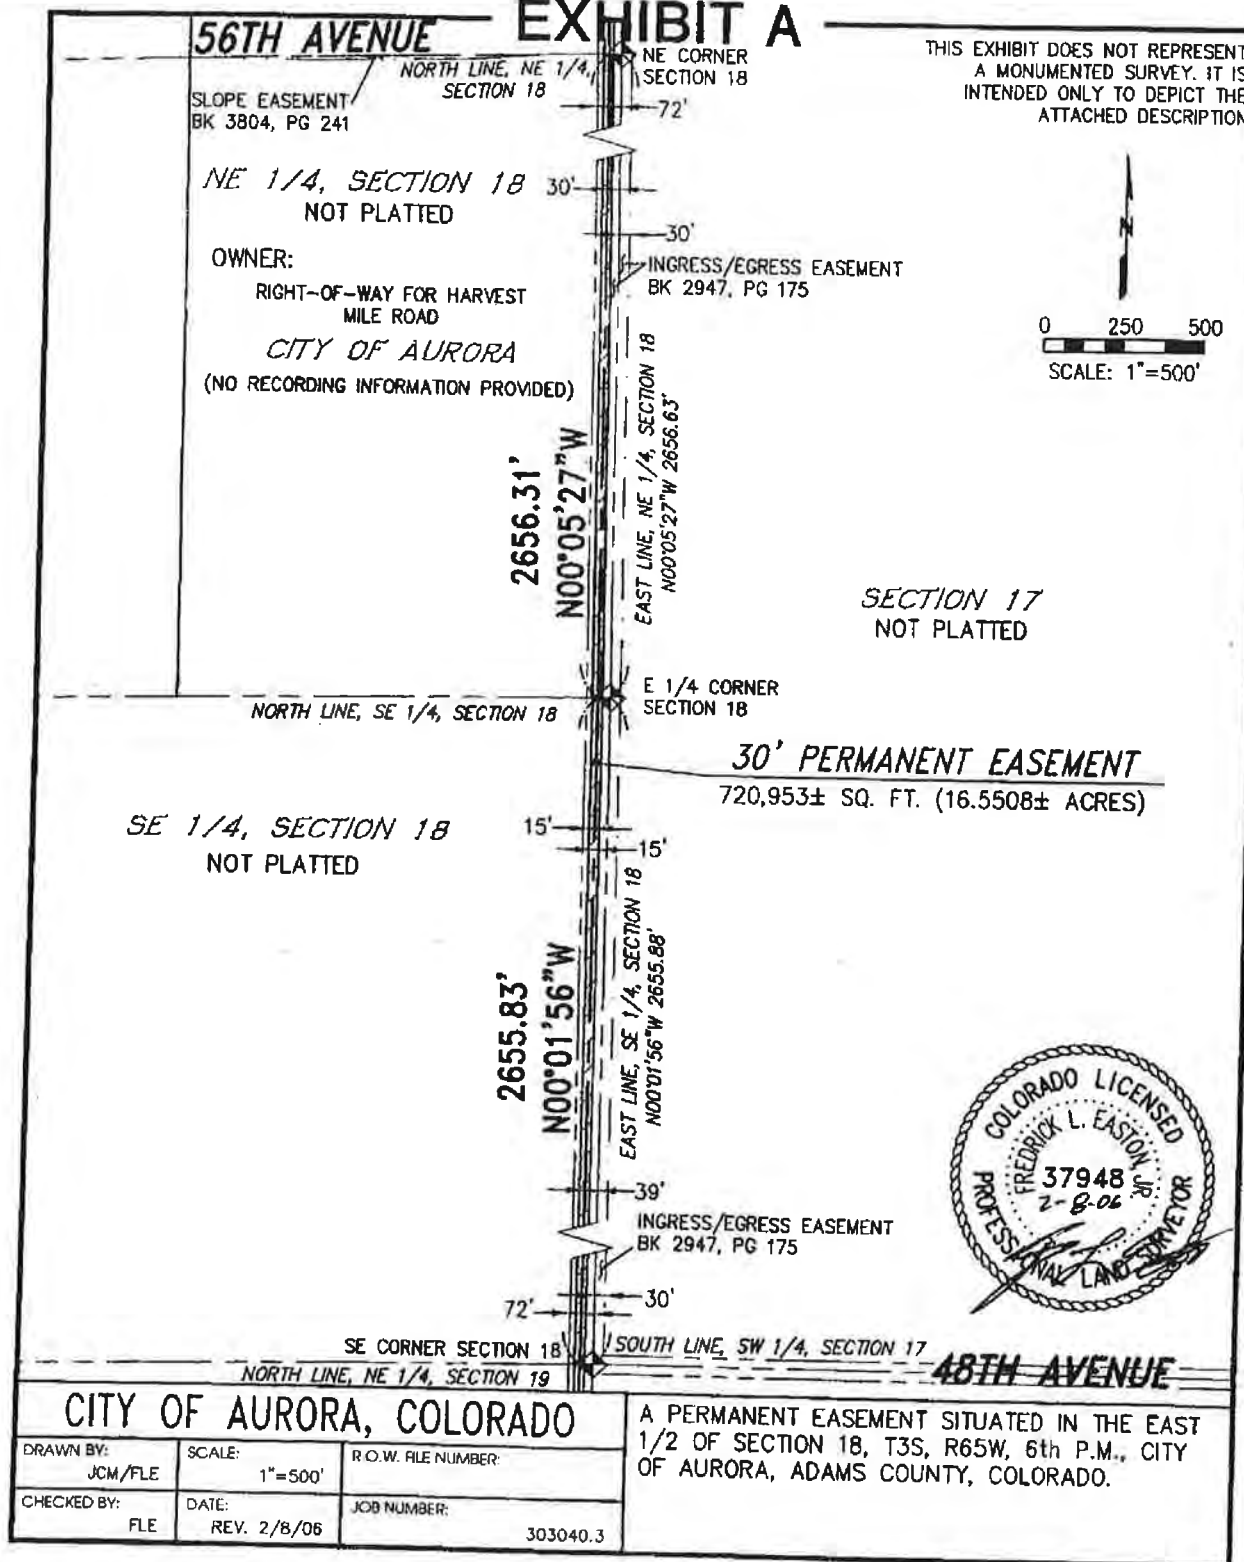 EXHIBIT A
56TH AVENUE
NORTH LINE, NE 1/4,
SECTION 18
NE CORNER
SECTION 18
THIS EXHIBIT DOES NOT REPRESENT
A MONUMENTED SURVEY. IT IS
INTENDED ONLY TO DEPICT THE
ATTACHED DESCRIPTION
SLOPE EASEMENT
BK 3804, PG 241
72'
NE 1/4, SECTION 18
NOT PLATTED
30'
30'
N
OWNER:
RIGHT-OF-WAY FOR HARVEST
MILE ROAD
CITY OF AURORA
(NO RECORDING INFORMATION PROVIDED)
INGRESS/EGRESS EASEMENT
BK 2947, PG 175
0 250 500
SCALE: 1"=500'
2656.31'
N00°05'27"W
EAST LINE, NE 1/4, SECTION 18
N00°05'27"W 2656.63'
SECTION 17
NOT PLATTED
E 1/4 CORNER
SECTION 18
NORTH LINE, SE 1/4, SECTION 18
30' PERMANENT EASEMENT
720,953± SQ. FT. (16.5508± ACRES)
SE 1/4, SECTION 18
NOT PLATTED
15'
15'
2655.83'
N00°01'56"W
EAST LINE, SE 1/4, SECTION 18
N00°01'56"W 2655.88'
COLORADO LICENSED
FREDRICK L. EASTON, JR.
37948
2-8-06
PROFESSIONAL LAND SURVEYOR
39'
INGRESS/EGRESS EASEMENT
BK 2947, PG 175
30'
72'
SE CORNER SECTION 18
SOUTH LINE, SW 1/4, SECTION 17
NORTH LINE, NE 1/4, SECTION 19
48TH AVENUE
CITY OF AURORA, COLORADO
DRAWN BY:
JCM/FLE
SCALE:
1"=500'
R.O.W. FILE NUMBER:
CHECKED BY:
FLE
DATE:
REV. 2/8/06
JOB NUMBER:
303040.3
A PERMANENT EASEMENT SITUATED IN THE EAST
1/2 OF SECTION 18, T3S, R65W, 6th P.M., CITY
OF AURORA, ADAMS COUNTY, COLORADO.